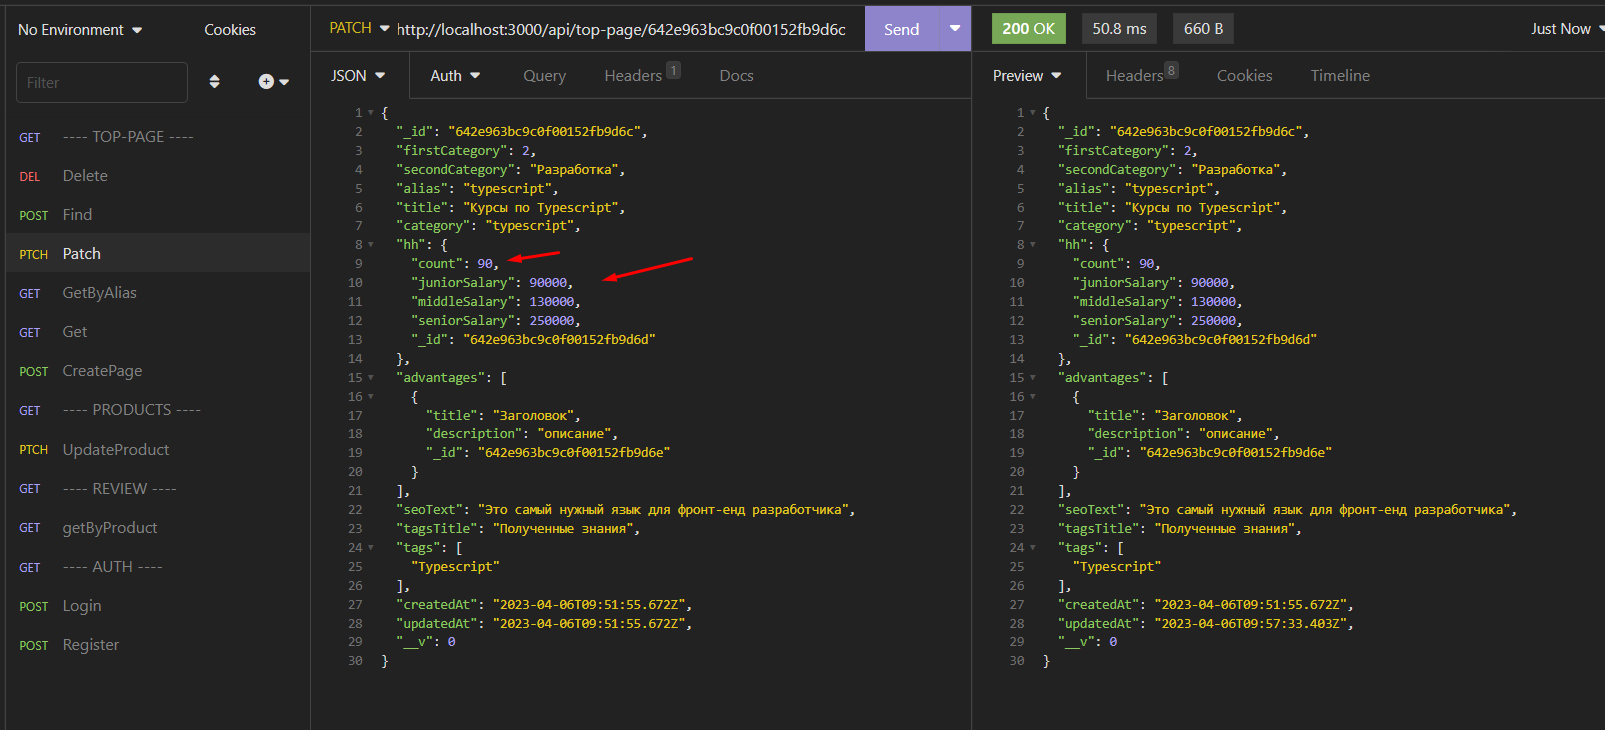 No Environment
Cookies
Filter
GET ---- TOP-PAGE ----
DEL Delete
POST Find
PTCH Patch
GET GetByAlias
GET Get
POST CreatePage
GET ---- PRODUCTS ----
PTCH UpdateProduct
GET ---- REVIEW ----
GET getByProduct
GET ---- AUTH ----
POST Login
POST Register
PATCH http://localhost:3000/api/top-page/642e963bc9c0f00152fb9d6c Send
JSON Auth Query Headers 1 Docs
1 {
2 "_id": "642e963bc9c0f00152fb9d6c",
3 "firstCategory": 2,
4 "secondCategory": "Разработка",
5 "alias": "typescript",
6 "title": "Курсы по Typescript",
7 "category": "typescript",
8 "hh": {
9 "count": 90,
10 "juniorSalary": 90000,
11 "middleSalary": 130000,
12 "seniorSalary": 250000,
13 "_id": "642e963bc9c0f00152fb9d6d"
14 },
15 "advantages": [
16 {
17 "title": "Заголовок",
18 "description": "описание",
19 "_id": "642e963bc9c0f00152fb9d6e"
20 }
21 ],
22 "seoText": "Это самый нужный язык для фронт-енд разработчика",
23 "tagsTitle": "Полученные знания",
24 "tags": [
25 "Typescript"
26 ],
27 "createdAt": "2023-04-06T09:51:55.672Z",
28 "updatedAt": "2023-04-06T09:51:55.672Z",
29 "__v": 0
30 }
200 OK 50.8 ms 660 B Just Now
Preview Headers 8 Cookies Timeline
1 {
2 "_id": "642e963bc9c0f00152fb9d6c",
3 "firstCategory": 2,
4 "secondCategory": "Разработка",
5 "alias": "typescript",
6 "title": "Курсы по Typescript",
7 "category": "typescript",
8 "hh": {
9 "count": 90,
10 "juniorSalary": 90000,
11 "middleSalary": 130000,
12 "seniorSalary": 250000,
13 "_id": "642e963bc9c0f00152fb9d6d"
14 },
15 "advantages": [
16 {
17 "title": "Заголовок",
18 "description": "описание",
19 "_id": "642e963bc9c0f00152fb9d6e"
20 }
21 ],
22 "seoText": "Это самый нужный язык для фронт-енд разработчика",
23 "tagsTitle": "Полученные знания",
24 "tags": [
25 "Typescript"
26 ],
27 "createdAt": "2023-04-06T09:51:55.672Z",
28 "updatedAt": "2023-04-06T09:57:33.403Z",
29 "__v": 0
30 }